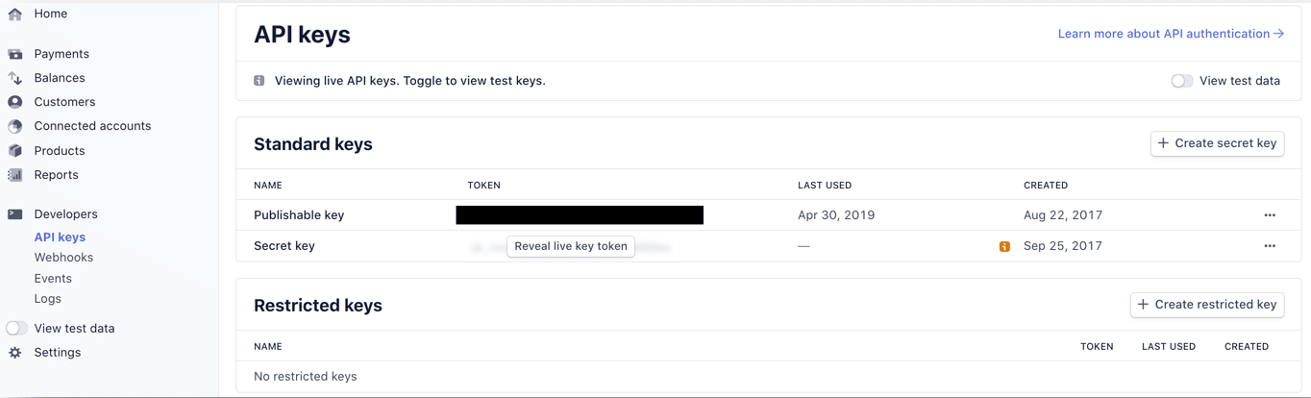 Home
Payments
Balances
Customers
Connected accounts
Products
Reports
Developers
API keys
Webhooks
Events
Logs
View test data
Settings
API keys
Learn more about API authentication →
Viewing live API keys. Toggle to view test keys.
View test data
Standard keys
+ Create secret key
NAME TOKEN LAST USED CREATED
Publishable key Apr 30, 2019 Aug 22, 2017 ···
Secret key Reveal live key token — Sep 25, 2017 ···
Restricted keys
+ Create restricted key
NAME TOKEN LAST USED CREATED
No restricted keys